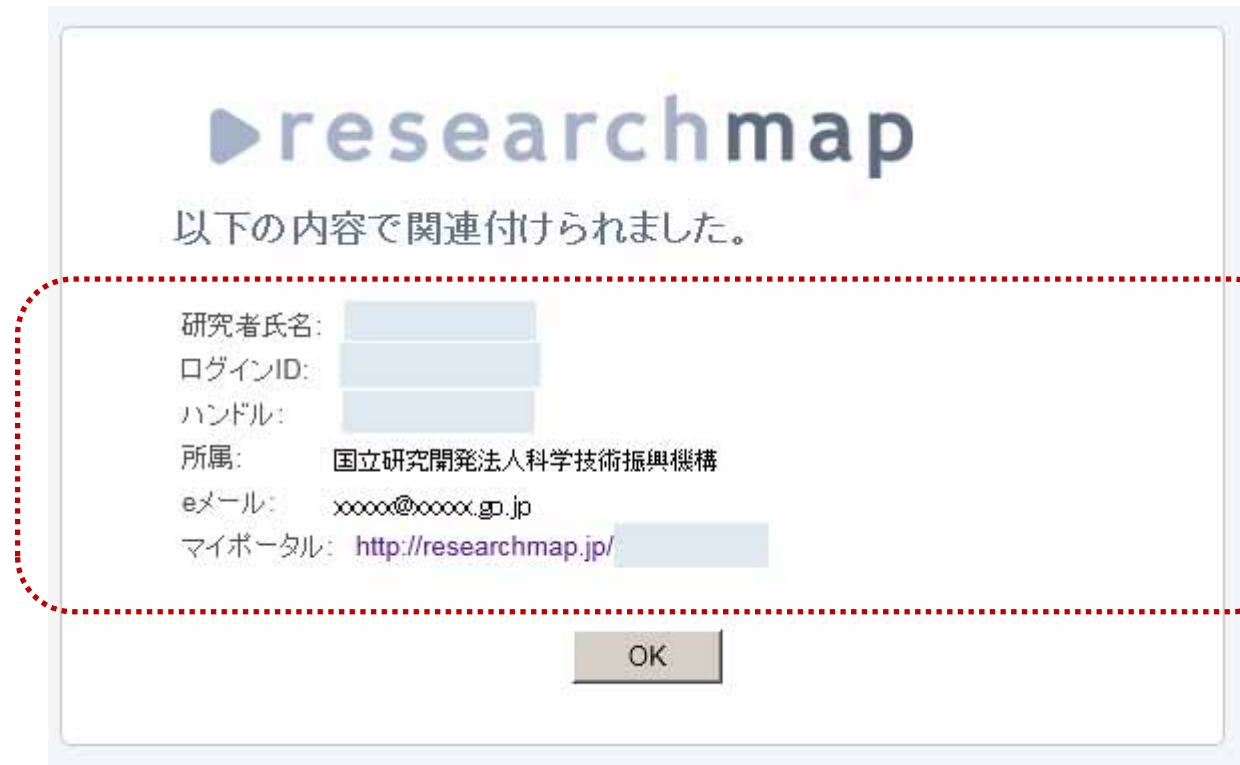 researchmap
以下の内容で関連付けられました。
研究者氏名:
ログインID:
ハンドル:
所属: 国立研究開発法人科学技術振興機構
eメール: xxxxx@xxxxx.go.jp
マイポータル: http://researchmap.jp/
OK